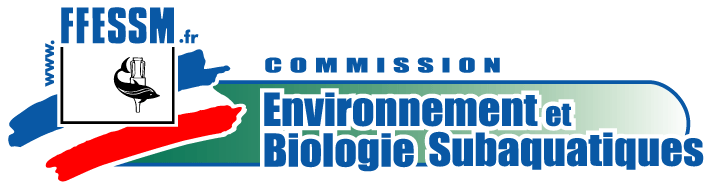 www.FFESSM.fr
COMMISSION
Environnement et
Biologie Subaquatiques